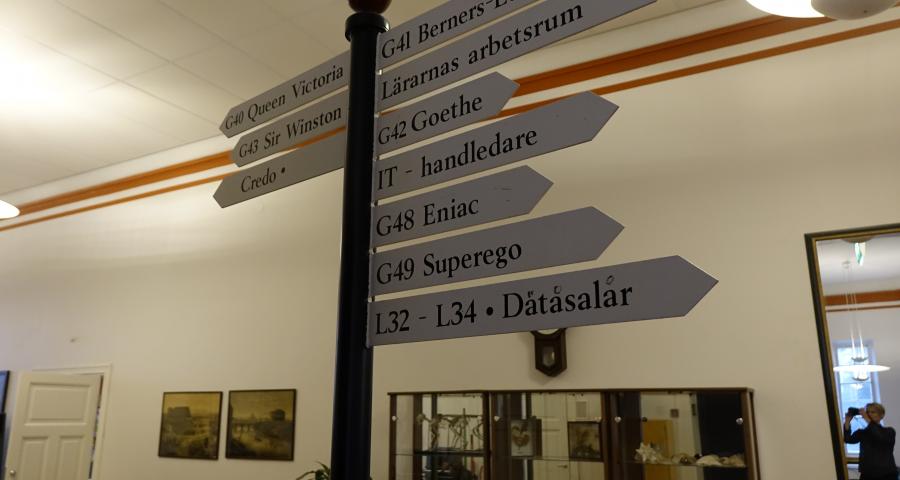 G40 Queen Victoria
G43 Sir Winston
Credo •
G41 Berners-
Lärarnas arbetsrum
G42 Goethe
IT - handledare
G48 Eniac
G49 Superego
L32 - L34 • Dåtåsålår